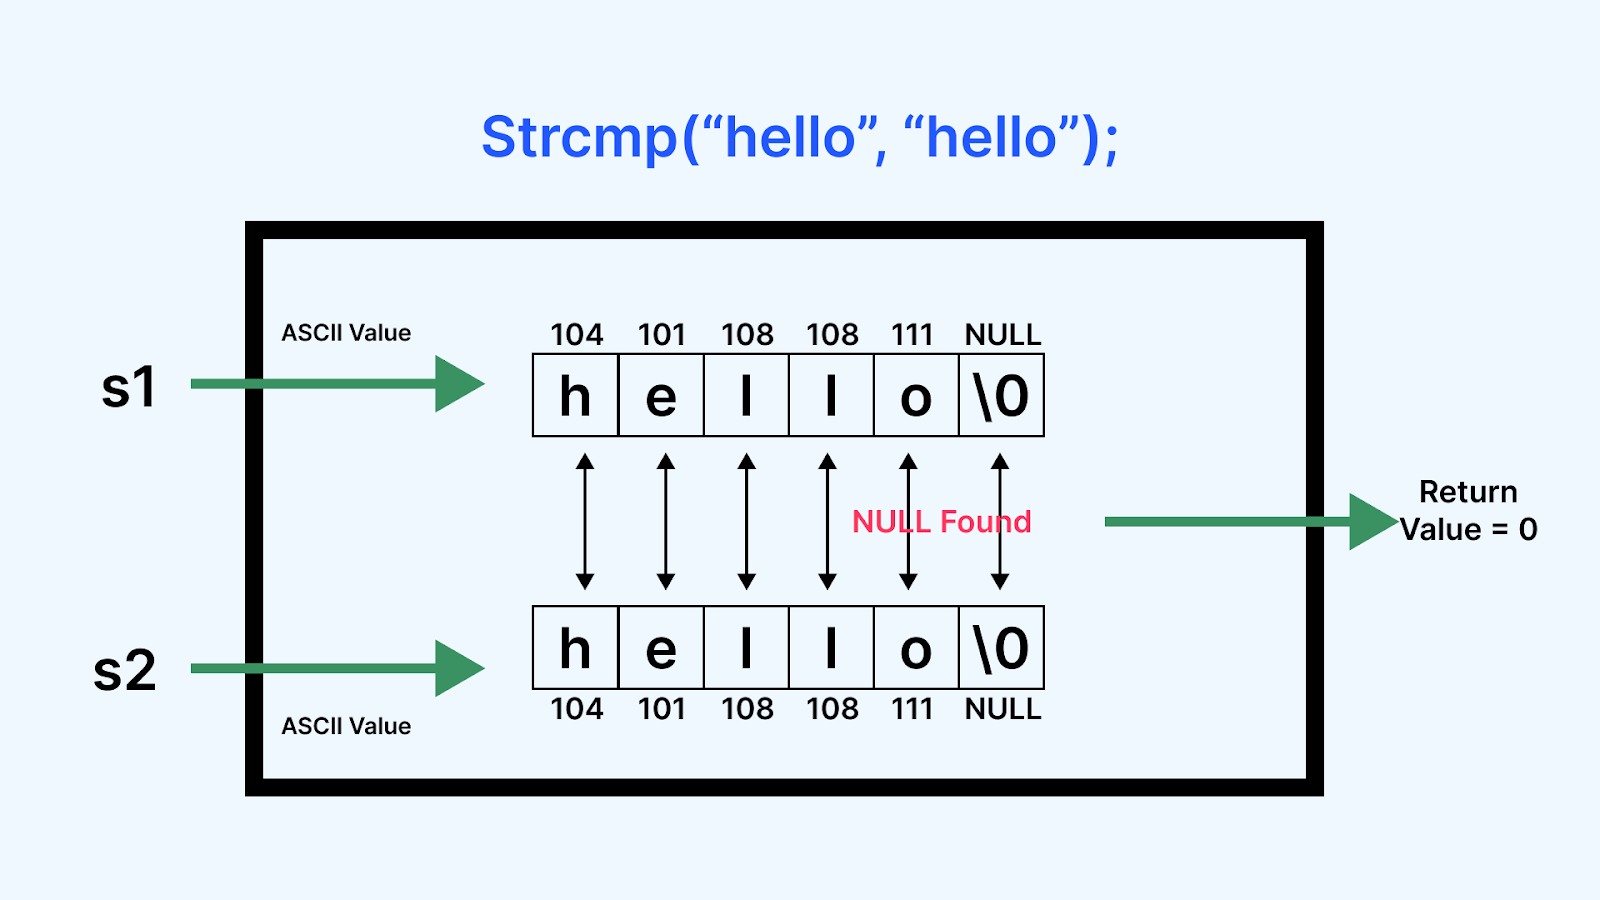 Strcmp(“hello”, “hello”);
ASCII Value
104 101 108 108 111 NULL
s1
h e l l o \0
NULL Found
Return
Value = 0
s2
h e l l o \0
104 101 108 108 111 NULL
ASCII Value